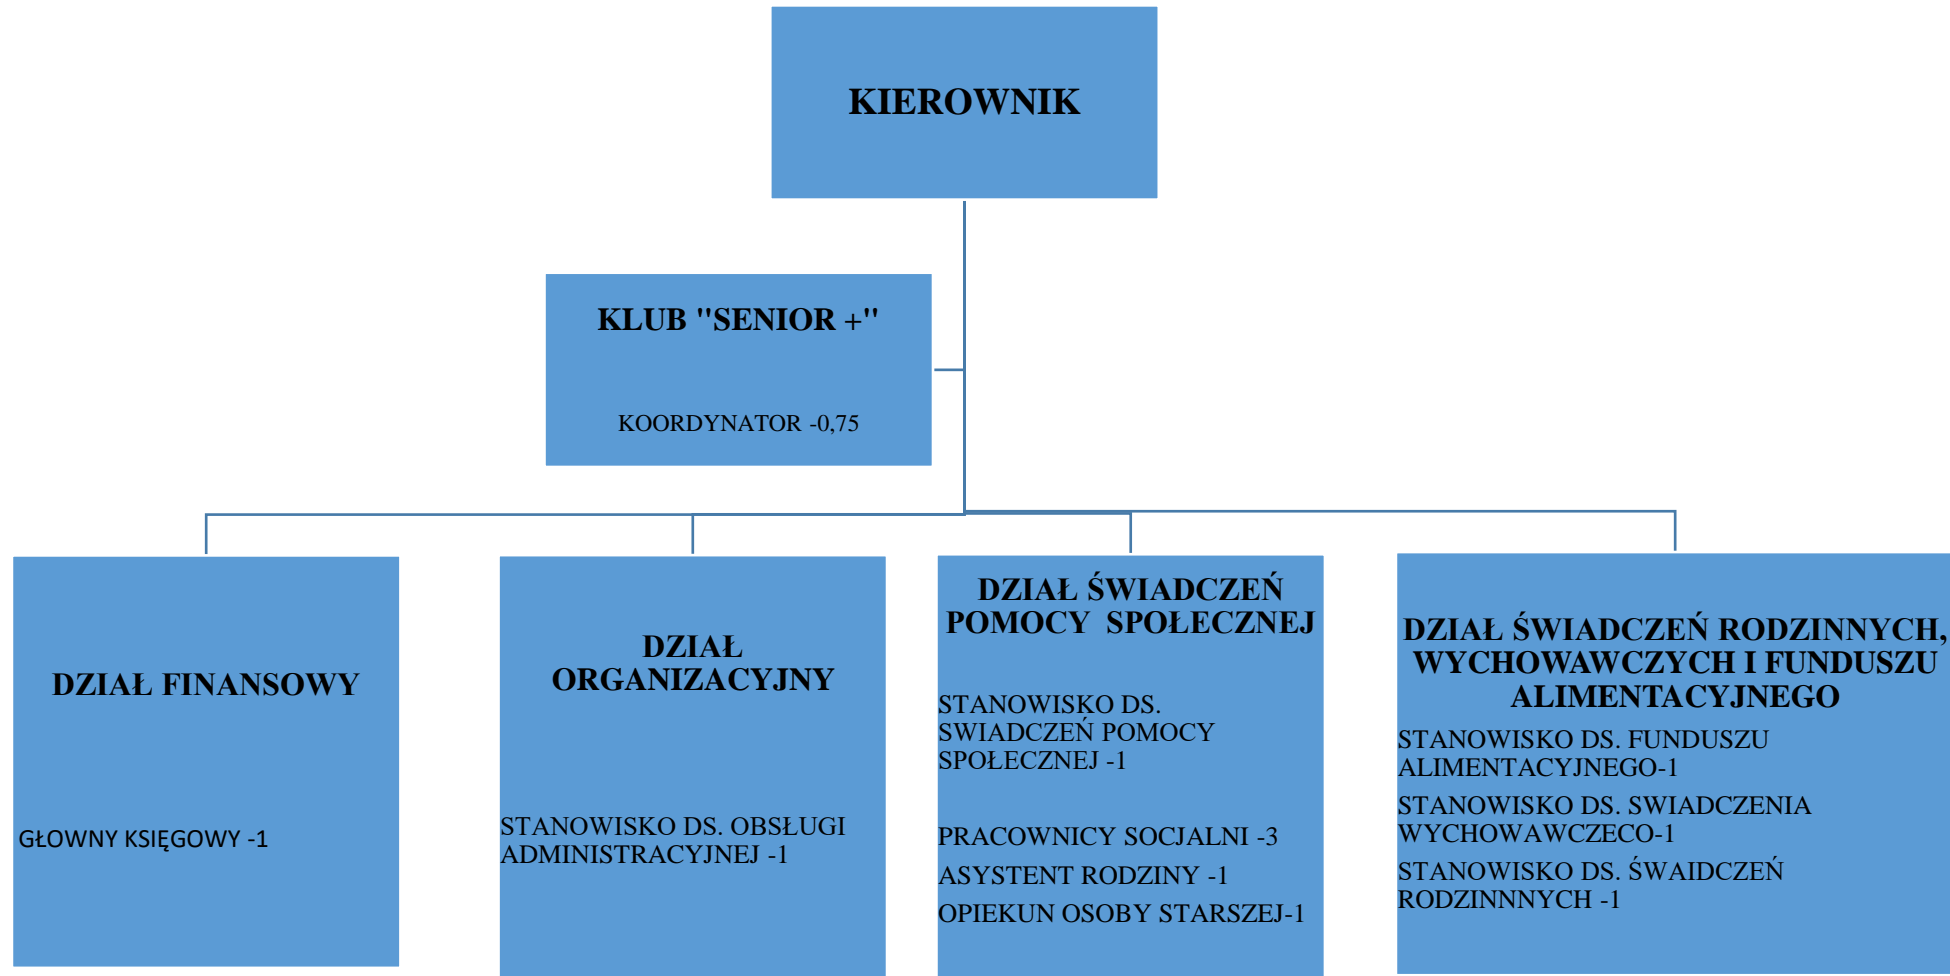 KIEROWNIK
KLUB "SENIOR +"
KOORDYNATOR -0,75
DZIAŁ FINANSOWY
GŁOWNY KSIĘGOWY -1
DZIAŁ
ORGANIZACYJNY
STANOWISKO DS. OBSŁUGI
ADMINISTRACYJNEJ -1
DZIAŁ ŚWIADCZEŃ
POMOCY SPOŁECZNEJ
STANOWISKO DS.
SWIADCZEŃ POMOCY
SPOŁECZNEJ -1
PRACOWNICY SOCJALNI -3
ASYSTENT RODZINY -1
OPIEKUN OSOBY STARSZEJ-1
DZIAŁ ŚWIADCZEŃ RODZINNYCH,
WYCHOWAWCZYCH I FUNDUSZU
ALIMENTACYJNEGO
STANOWISKO DS. FUNDUSZU
ALIMENTACYJNEGO-1
STANOWISKO DS. SWIADCZENIA
WYCHOWAWCZECO-1
STANOWISKO DS. ŚWAIDCZEŃ
RODZINNNYCH -1